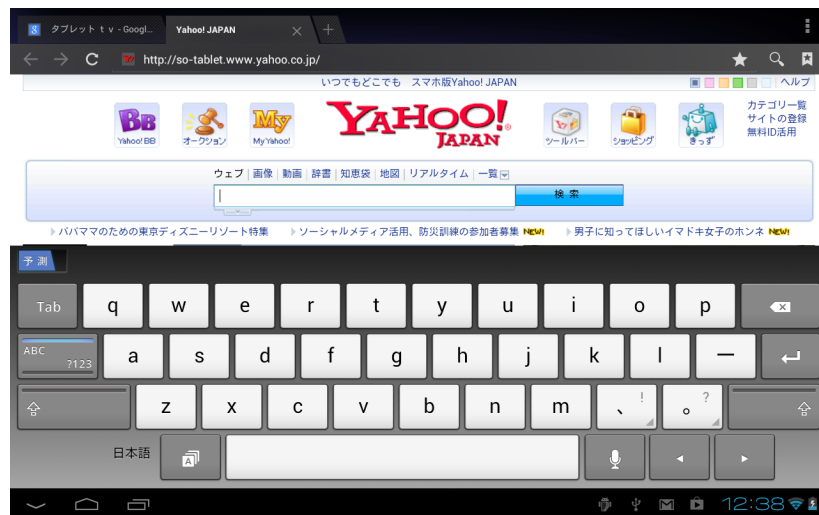 タブレット t v - Googl...
Yahoo! JAPAN
http://so-tablet.www.yahoo.co.jp/
いつでもどこでも スマホ版Yahoo! JAPAN
ヘルプ
BB
Yahoo! BB
オークション
My
My Yahoo!
YAHOO!
JAPAN
ツールバー
ショッピング
きっず
カテゴリ一覧
サイトの登録
無料ID活用
ウェブ 画像 動画 辞書 知恵袋 地図 リアルタイム 一覧
検索
パパママのための東京ディズニーリゾート特集 ソーシャルメディア活用、防災訓練の参加者募集 NEW! 男子に知ってほしいイマドキ女子のホンネ NEW!
予測
Tab q w e r t y u i o p
ABC ?123 a s d f g h j k l ー
z x c v b n m 、 ! 。 ?
日本語 A
12:38